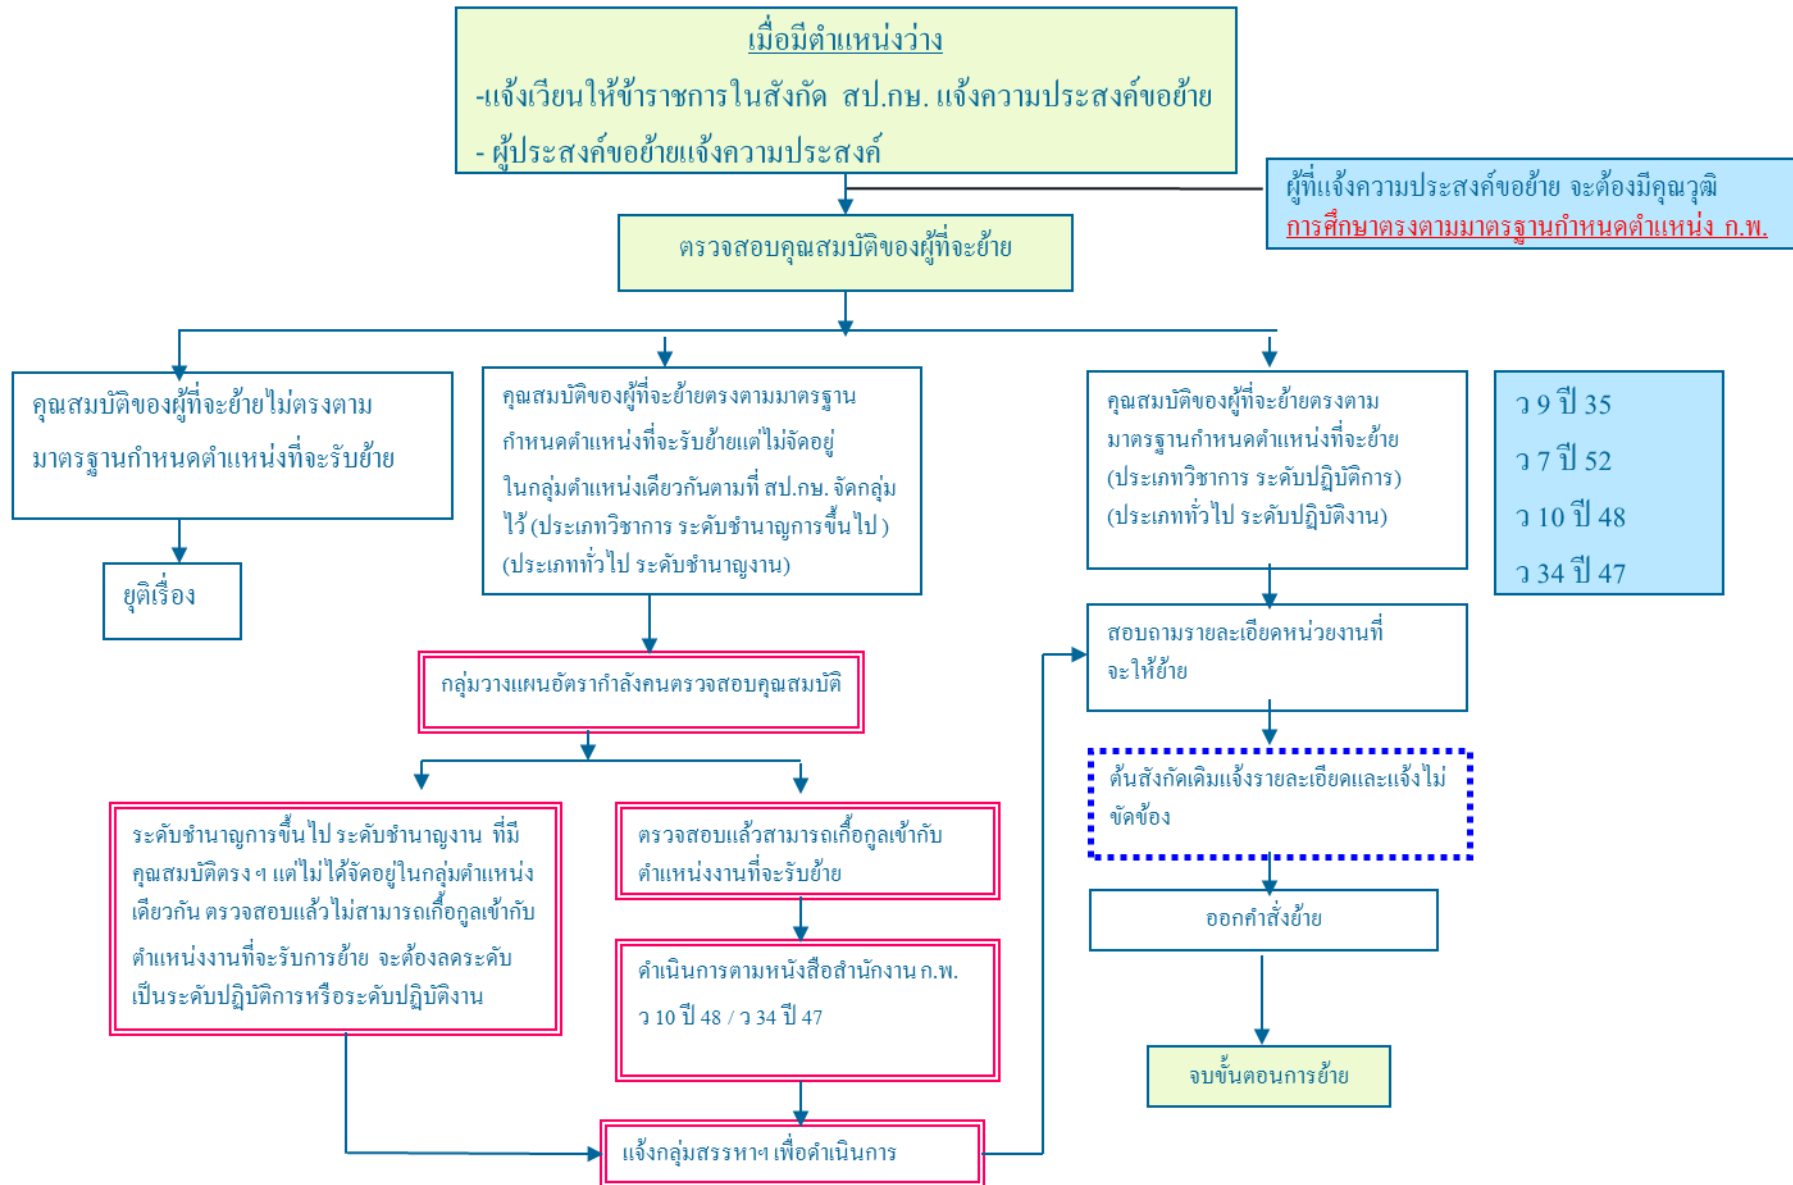 เมื่อมีตำแหน่งว่าง
-แจ้งเวียนให้ข้าราชการในสังกัด สป.กษ. แจ้งความประสงค์ขอย้าย
- ผู้ประสงค์ขอย้ายแจ้งความประสงค์
ผู้ที่แจ้งความประสงค์ขอย้าย จะต้องมีคุณวุฒิ
การศึกษาตรงตามมาตรฐานกำหนดตำแหน่ง ก.พ.
ตรวจสอบคุณสมบัติของผู้ที่จะย้าย
คุณสมบัติของผู้ที่จะย้ายไม่ตรงตาม
มาตรฐานกำหนดตำแหน่งที่จะรับย้าย
ยุติเรื่อง
คุณสมบัติของผู้ที่จะย้ายตรงตามมาตรฐาน
กำหนดตำแหน่งที่จะรับย้ายแต่ไม่จัดอยู่
ในกลุ่มตำแหน่งเดียวกันตามที่ สป.กษ. จัดกลุ่ม
ไว้ (ประเภทวิชาการ ระดับชำนาญการขึ้นไป )
(ประเภททั่วไป ระดับชำนาญงาน)
คุณสมบัติของผู้ที่จะย้ายตรงตาม
มาตรฐานกำหนดตำแหน่งที่จะย้าย
(ประเภทวิชาการ ระดับปฏิบัติการ)
(ประเภททั่วไป ระดับปฏิบัติงาน)
ว 9 ปี 35
ว 7 ปี 52
ว 10 ปี 48
ว 34 ปี 47
กลุ่มวางแผนอัตรากำลังคนตรวจสอบคุณสมบัติ
ระดับชำนาญการขึ้นไป ระดับชำนาญงาน ที่มี
คุณสมบัติตรง ฯ แต่ไม่ได้จัดอยู่ในกลุ่มตำแหน่ง
เดียวกัน ตรวจสอบแล้วไม่สามารถเกื้อกูลเข้ากับ
ตำแหน่งงานที่จะรับการย้าย จะต้องลดระดับ
เป็นระดับปฏิบัติการหรือระดับปฏิบัติงาน
ตรวจสอบแล้วสามารถเกื้อกูลเข้ากับ
ตำแหน่งงานที่จะรับย้าย
ดำเนินการตามหนังสือสำนักงาน ก.พ.
ว 10 ปี 48 / ว 34 ปี 47
แจ้งกลุ่มสรรหาฯ เพื่อดำเนินการ
สอบถามรายละเอียดหน่วยงานที่
จะให้ย้าย
ต้นสังกัดเดิมแจ้งรายละเอียดและแจ้งไม่
ขัดข้อง
ออกคำสั่งย้าย
จบขั้นตอนการย้าย